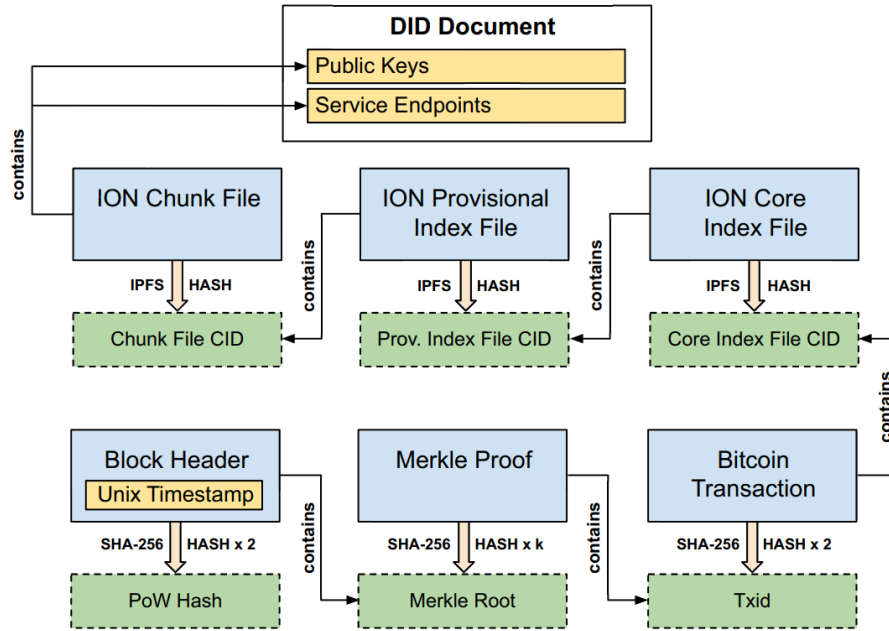 DID Document
Public Keys
Service Endpoints
contains
ION Chunk File
ION Provisional
Index File
ION Core
Index File
IPFS HASH
contains
IPFS HASH
contains
IPFS HASH
Chunk File CID
Prov. Index File CID
Core Index File CID
contains
Block Header
Unix Timestamp
Merkle Proof
Bitcoin
Transaction
SHA-256 HASH x 2
contains
SHA-256 HASH x k
contains
SHA-256 HASH x 2
PoW Hash
Merkle Root
Txid